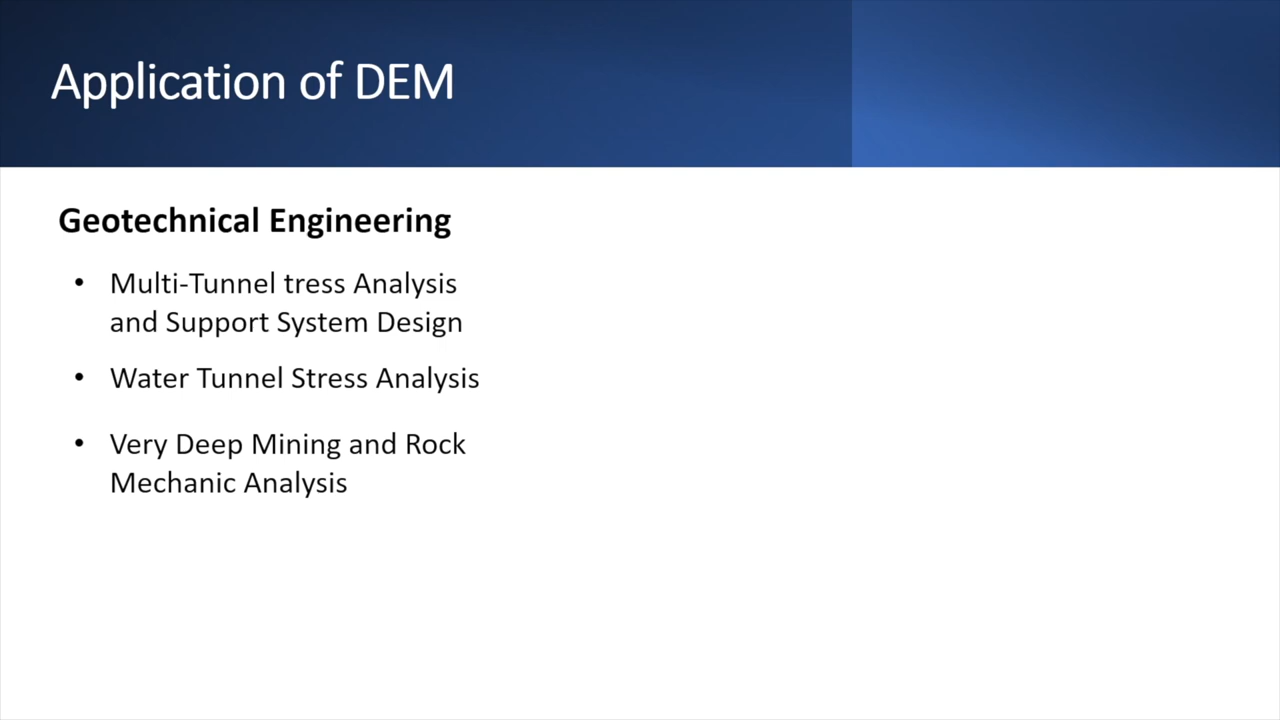 Application of DEM
Geotechnical Engineering
• Multi-Tunnel tress Analysis
and Support System Design
• Water Tunnel Stress Analysis
• Very Deep Mining and Rock
Mechanic Analysis